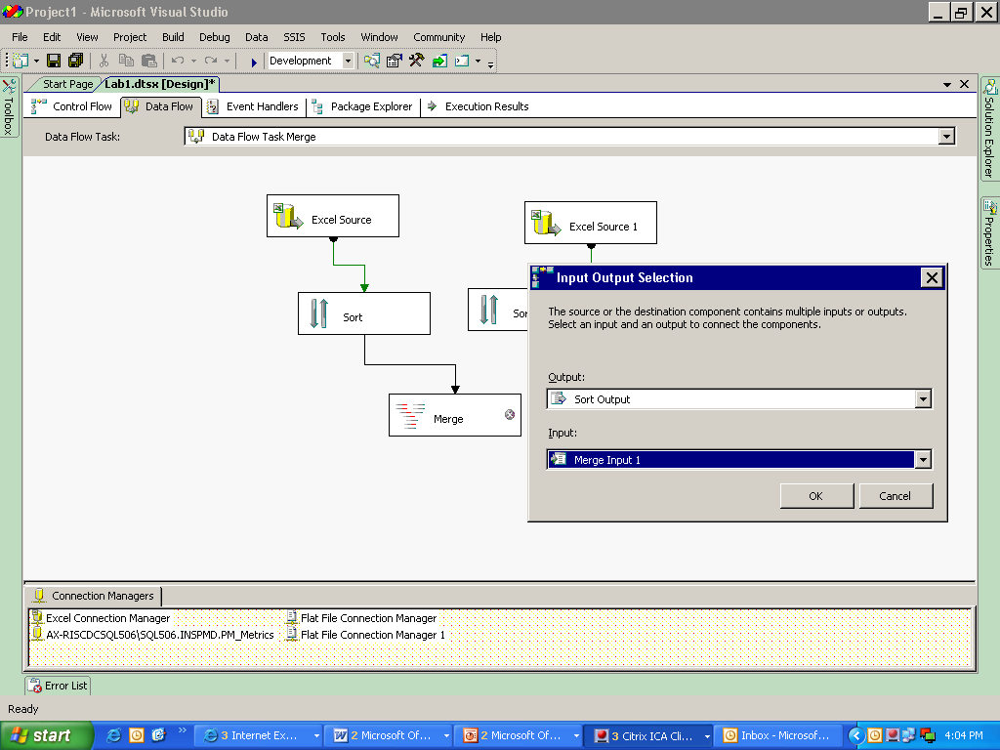 Project1 - Microsoft Visual Studio
File Edit View Project Build Debug Data SSIS Tools Window Community Help
Development
Toolbox
Start Page
Lab1.dtsx [Design]*
Control Flow
Data Flow
Event Handlers
Package Explorer
Execution Results
Data Flow Task:
Data Flow Task Merge
Excel Source
Excel Source 1
Sort
Sor
Merge
Input Output Selection
The source or the destination component contains multiple inputs or outputs.
Select an input and an output to connect the components.
Output:
Sort Output
Input:
Merge Input 1
OK
Cancel
Solution Explorer
Properties
Connection Managers
Excel Connection Manager
Flat File Connection Manager
AX-RISCDCSQL506\SQL506.INSPMD.PM_Metrics
Flat File Connection Manager 1
Error List
Ready
start
3 Internet Ex...
2 Microsoft Of...
2 Microsoft Of...
3 Citrix ICA Cli...
Inbox - Microsof...
4:04 PM